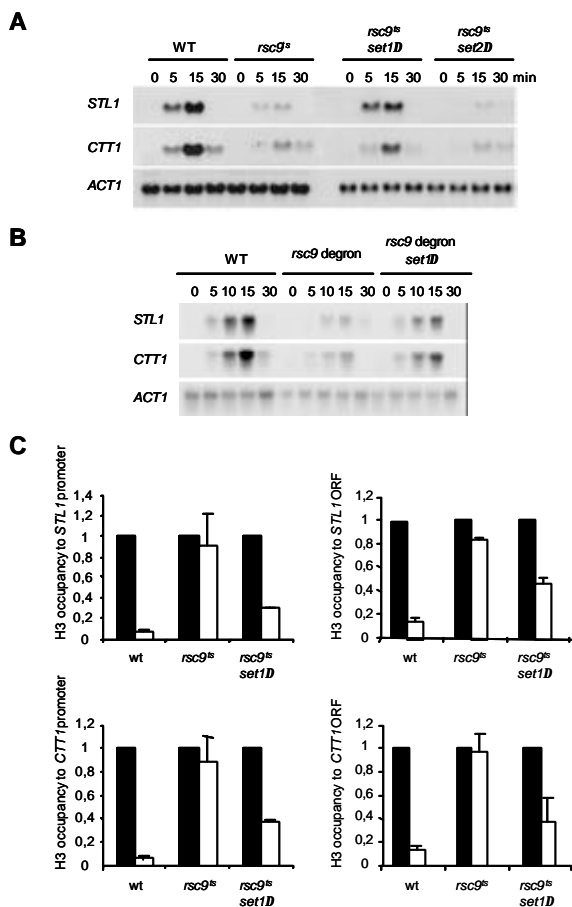 A
WT rsc9ts rsc9ts set1D rsc9ts set2D
0 5 15 30 0 5 15 30 0 5 15 30 0 5 15 30 min
STL1
CTT1
ACT1
B
WT rsc9 degron rsc9 degron set1D
0 5 10 15 30 0 5 10 15 30 0 5 10 15 30
STL1
CTT1
ACT1
C
H3 occupancy to STL1 promoter
1,4
1,2
1
0,8
0,6
0,4
0,2
0
wt rsc9ts rsc9ts set1D
H3 occupancy to STL1 ORF
1,2
1
0,8
0,6
0,4
0,2
0
wt rsc9ts rsc9ts set1D
H3 occupancy to CTT1 promoter
1,2
1
0,8
0,6
0,4
0,2
0
wt rsc9ts rsc9ts set1D
H3 occupancy to CTT1 ORF
1,2
1
0,8
0,6
0,4
0,2
0
wt rsc9ts rsc9ts set1D